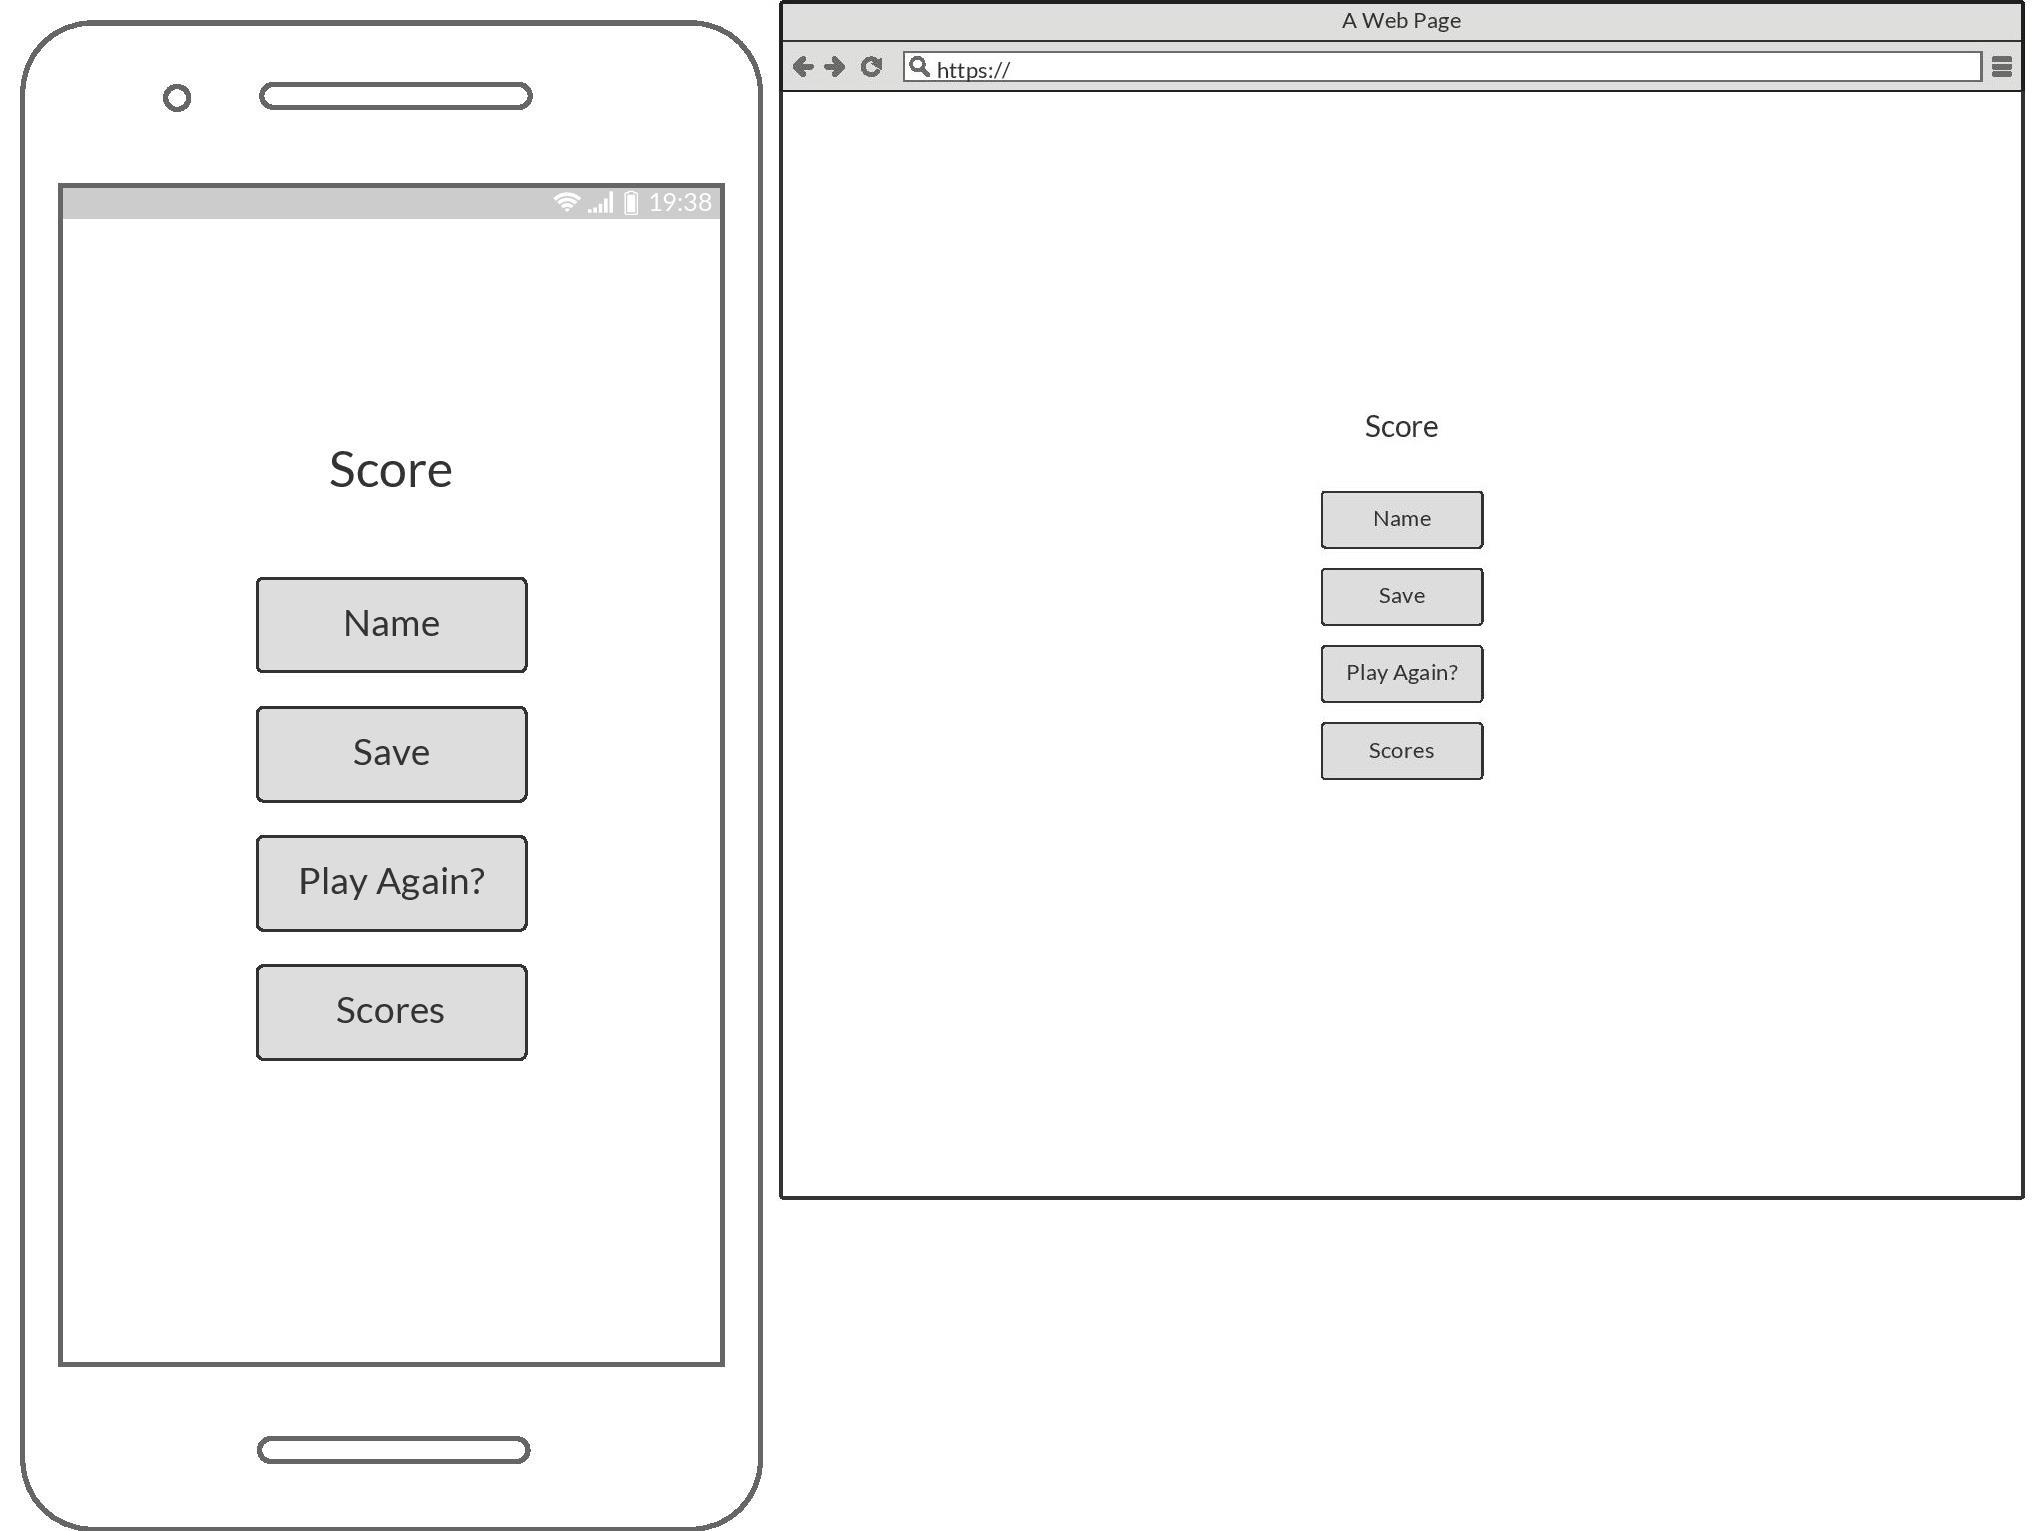 19:38
Score
Name
Save
Play Again?
Scores
A Web Page
https://
Score
Name
Save
Play Again?
Scores